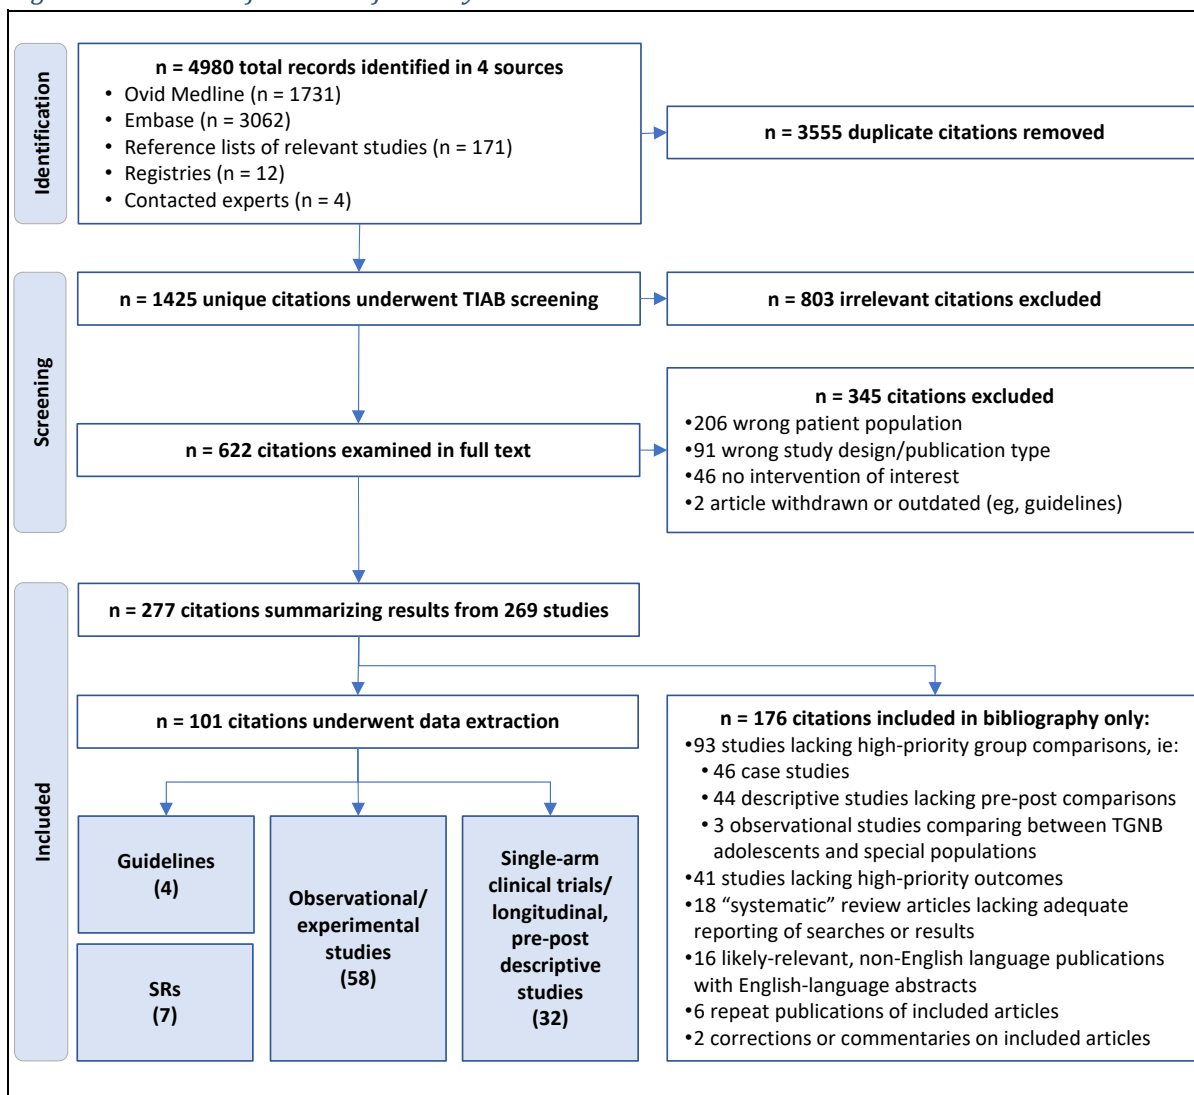 Identification
n = 4980 total records identified in 4 sources
• Ovid Medline (n = 1731)
• Embase (n = 3062)
• Reference lists of relevant studies (n = 171)
• Registries (n = 12)
• Contacted experts (n = 4)
n = 3555 duplicate citations removed
Screening
n = 1425 unique citations underwent TIAB screening
n = 803 irrelevant citations excluded
n = 622 citations examined in full text
n = 345 citations excluded
•206 wrong patient population
•91 wrong study design/publication type
•46 no intervention of interest
•2 article withdrawn or outdated (eg, guidelines)
Included
n = 277 citations summarizing results from 269 studies
n = 101 citations underwent data extraction
Guidelines
(4)
SRs
(7)
Observational/
experimental
studies
(58)
Single-arm
clinical trials/
longitudinal,
pre-post
descriptive
studies
(32)
n = 176 citations included in bibliography only:
•93 studies lacking high-priority group comparisons, ie:
• 46 case studies
• 44 descriptive studies lacking pre-post comparisons
• 3 observational studies comparing between TGNB
adolescents and special populations
•41 studies lacking high-priority outcomes
•18 “systematic” review articles lacking adequate
reporting of searches or results
•16 likely-relevant, non-English language publications
with English-language abstracts
•6 repeat publications of included articles
•2 corrections or commentaries on included articles